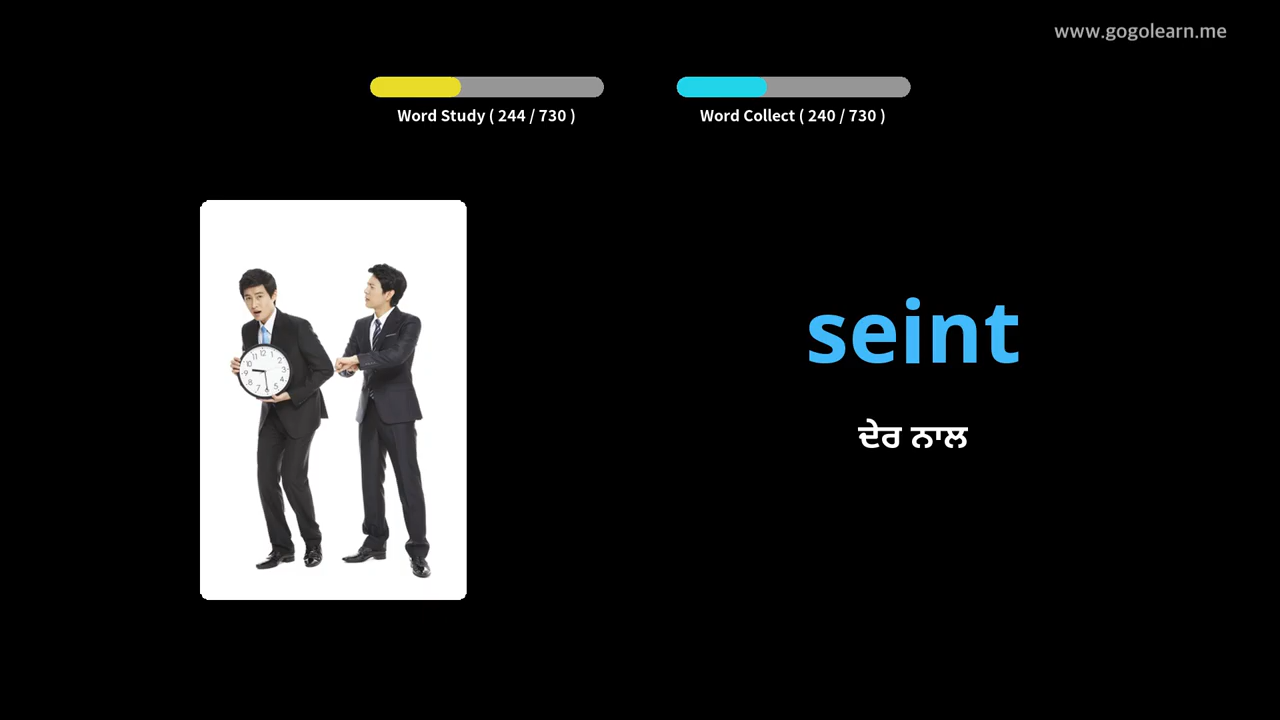 www.gogolearn.me
Word Study ( 244 / 730 )
Word Collect ( 240 / 730 )
seint
ਦੇਰ ਨਾਲ